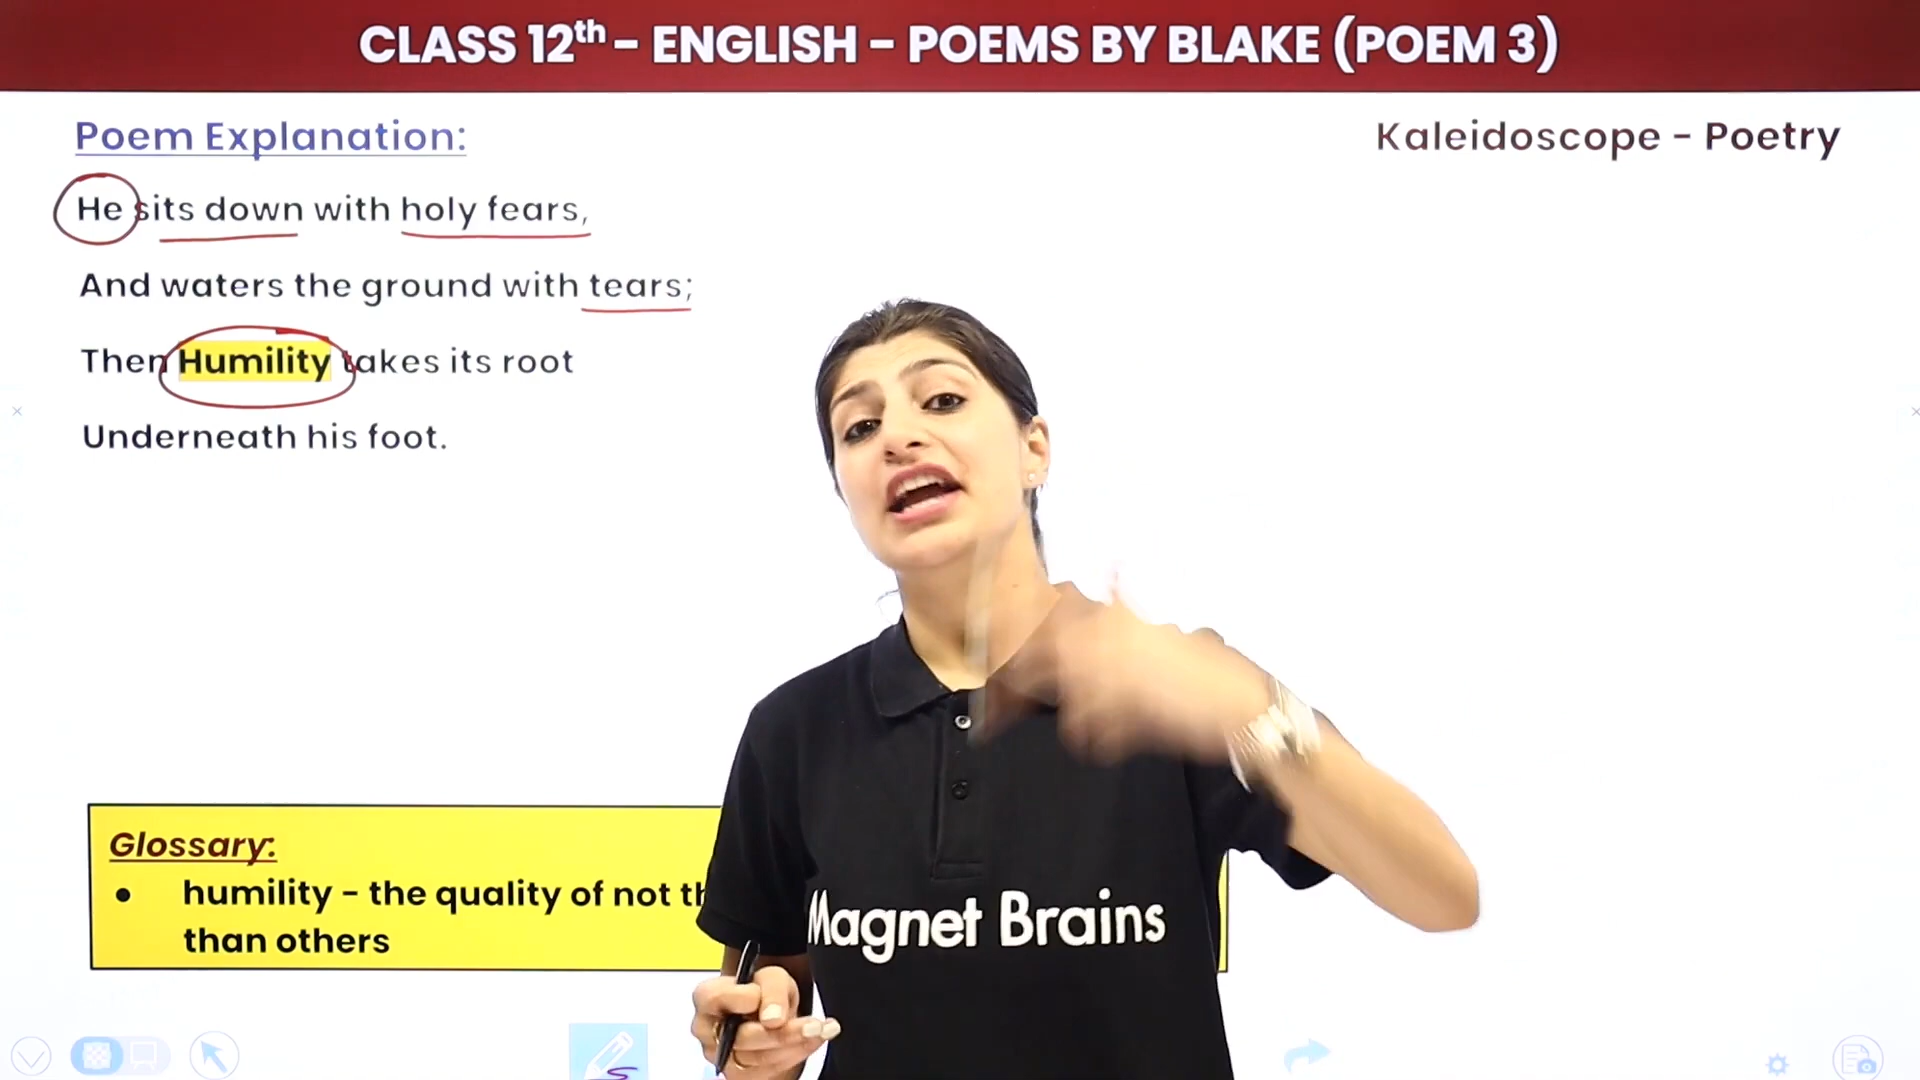 CLASS 12th – ENGLISH – POEMS BY BLAKE (POEM 3)
Poem Explanation:
Kaleidoscope – Poetry
He sits down with holy fears,
And waters the ground with tears;
Then Humility takes its root
Underneath his foot.
Glossary:
• humility – the quality of not
than others
Magnet Brains